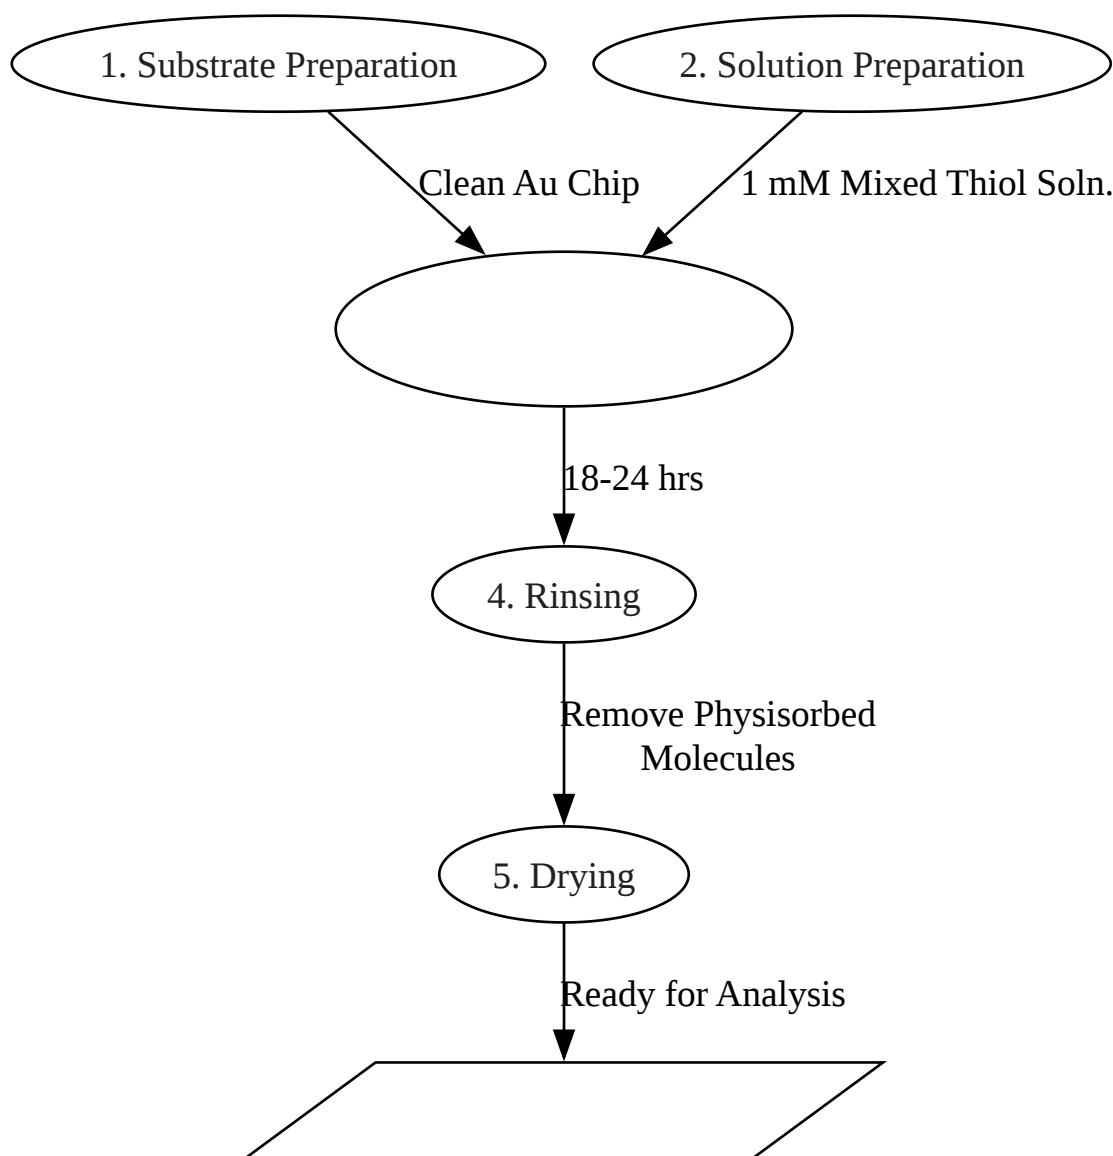 1. Substrate Preparation
2. Solution Preparation
Clean Au Chip
1 mM Mixed Thiol Soln.
18-24 hrs
4. Rinsing
Remove Physisorbed
Molecules
5. Drying
Ready for Analysis